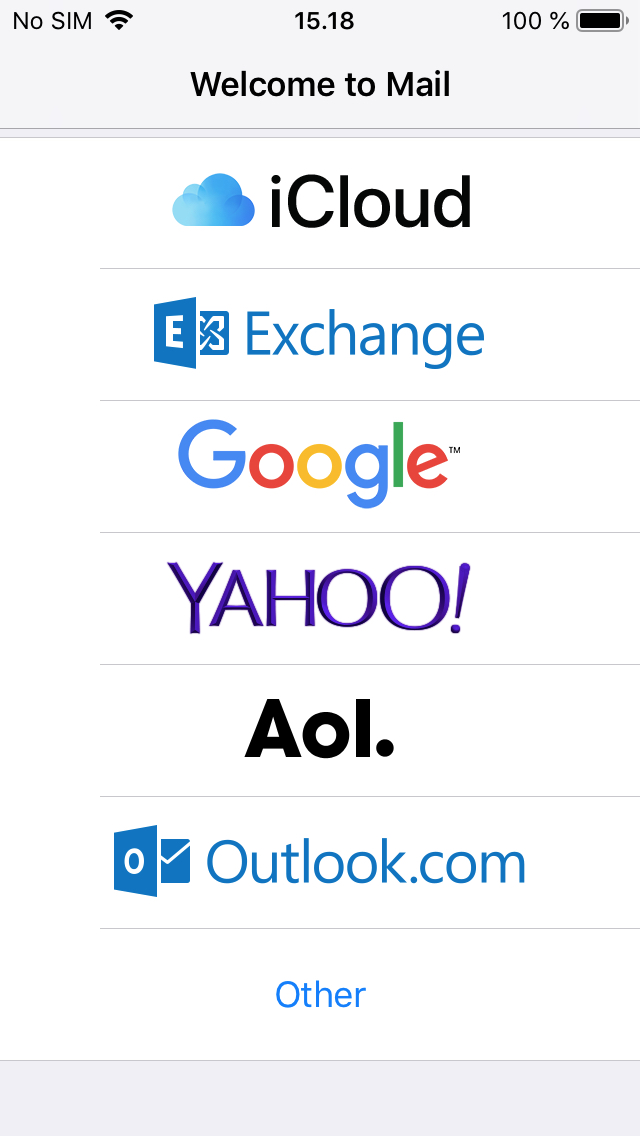 No SIM 15.18 100 %
Welcome to Mail
iCloud
E Exchange
Google™
YAHOO!
Aol.
O Outlook.com
Other